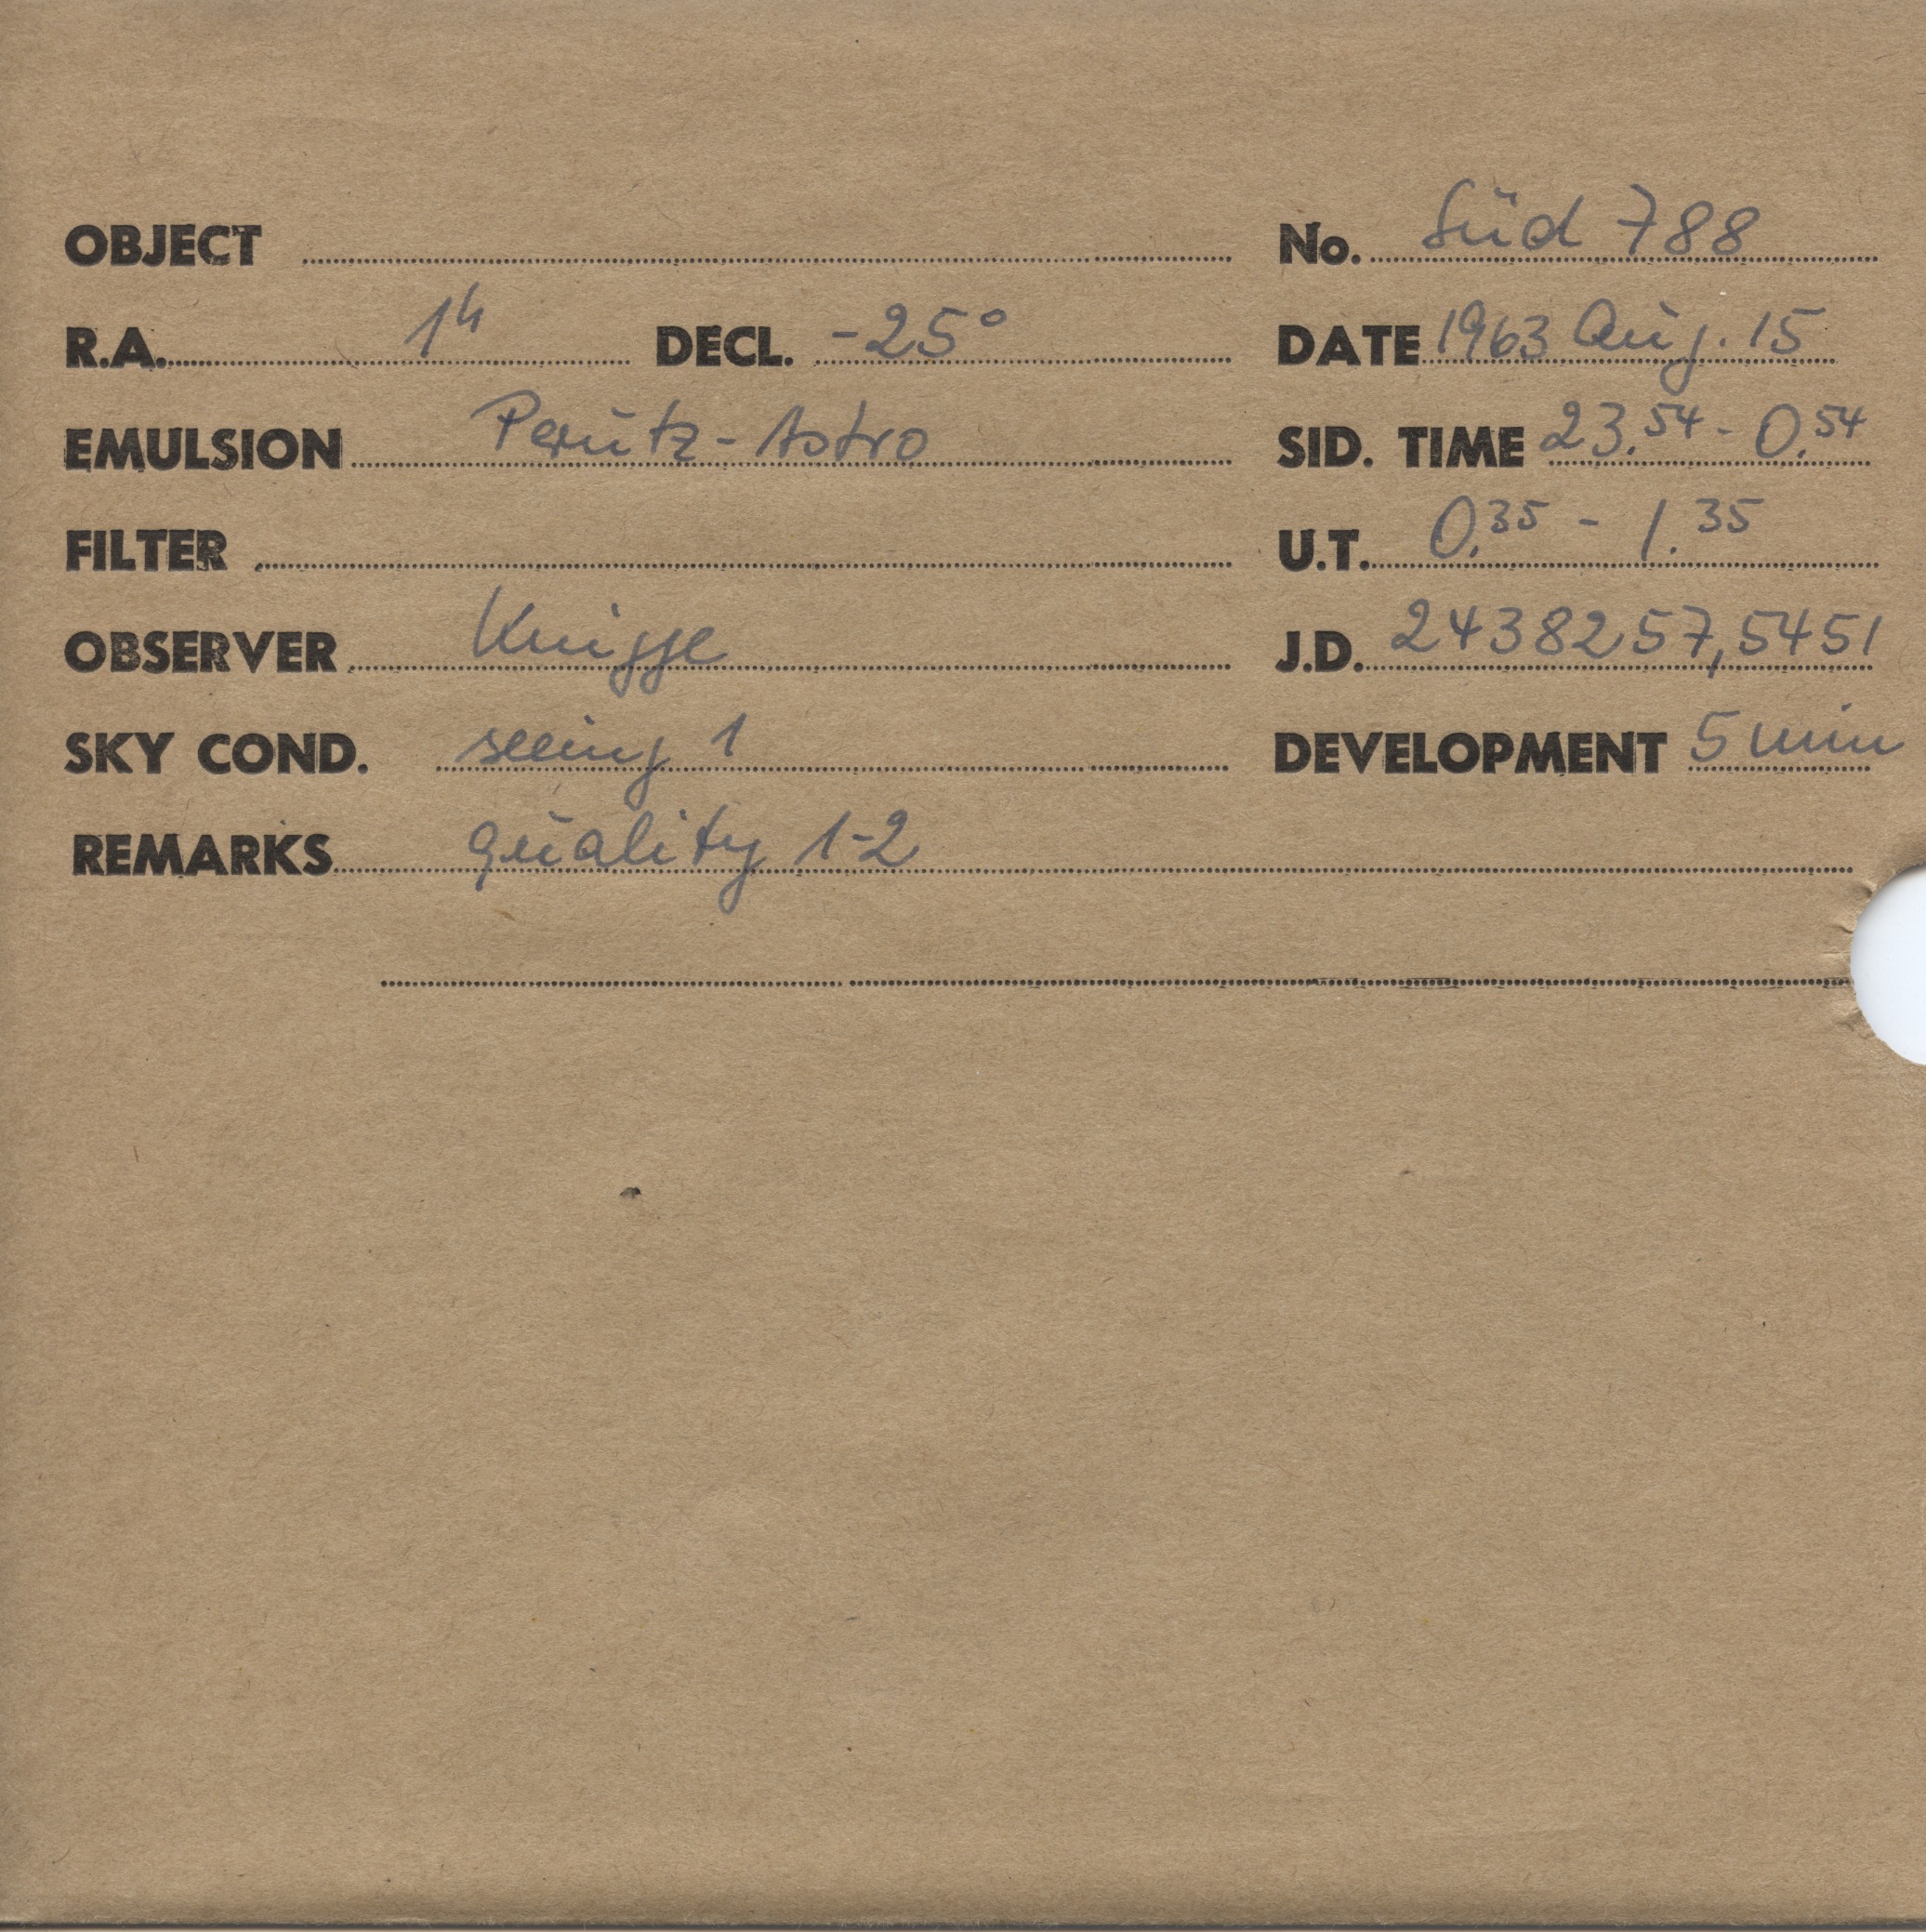 OBJECT No. Süd 788
R.A. 1h DECL. -25° DATE 1963 Aug. 15
EMULSION Perutz-Astro SID. TIME 23.54 - 0.54
FILTER U.T. 0.35 - 1.35
OBSERVER Knigge J.D. 2438257,5451
SKY COND. seeing 1 DEVELOPMENT 5 min
REMARKS quality 1-2